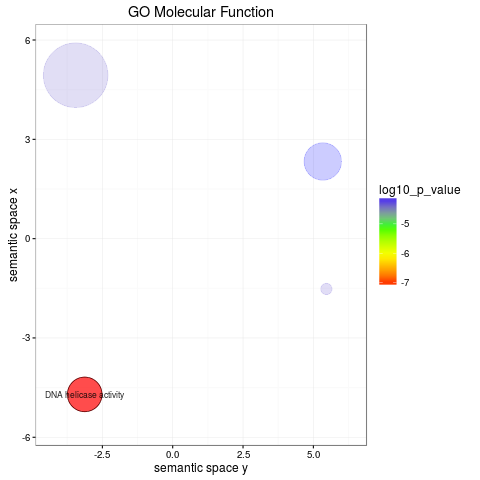 GO Molecular Function
semantic space x
6
3
0
-3
-6
DNA helicase activity
-2.5
0.0
2.5
5.0
semantic space y
log10_p_value
-5
-6
-7